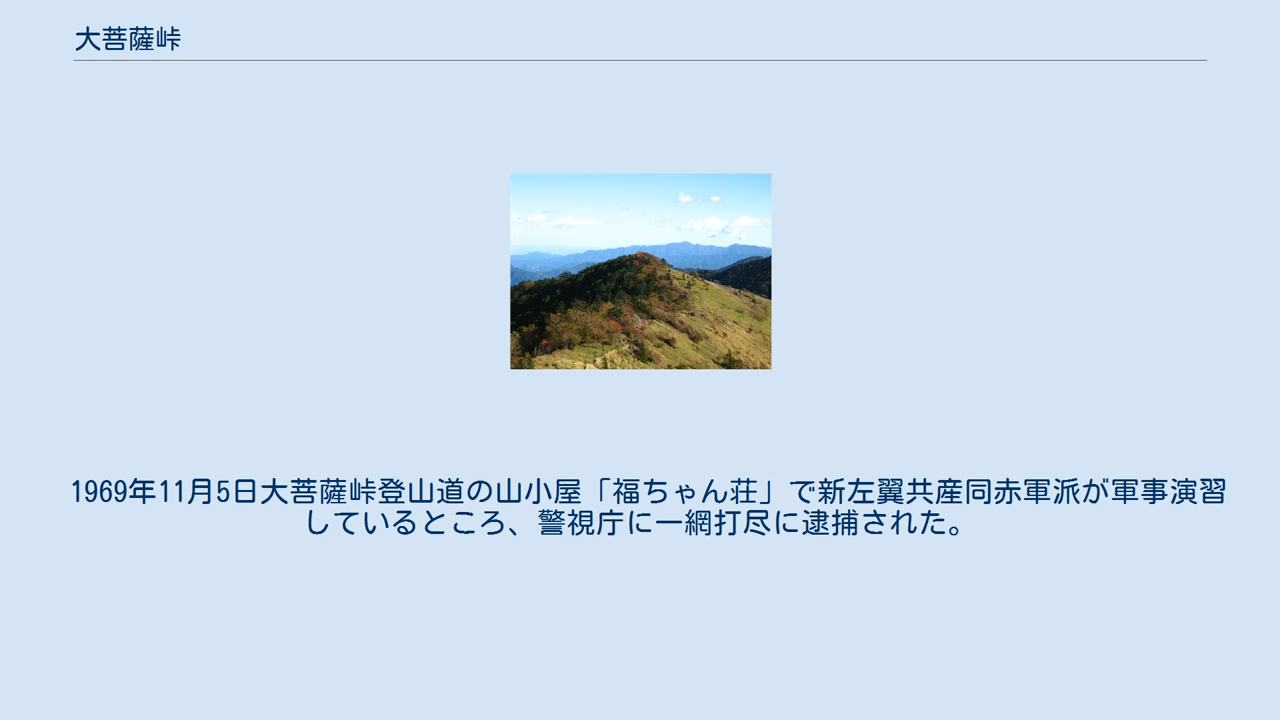 大菩薩峠
1969年11月5日大菩薩峠登山道の山小屋「福ちゃん荘」で新左翼共産同赤軍派が軍事演習
しているところ、警視庁に一網打尽に逮捕された。